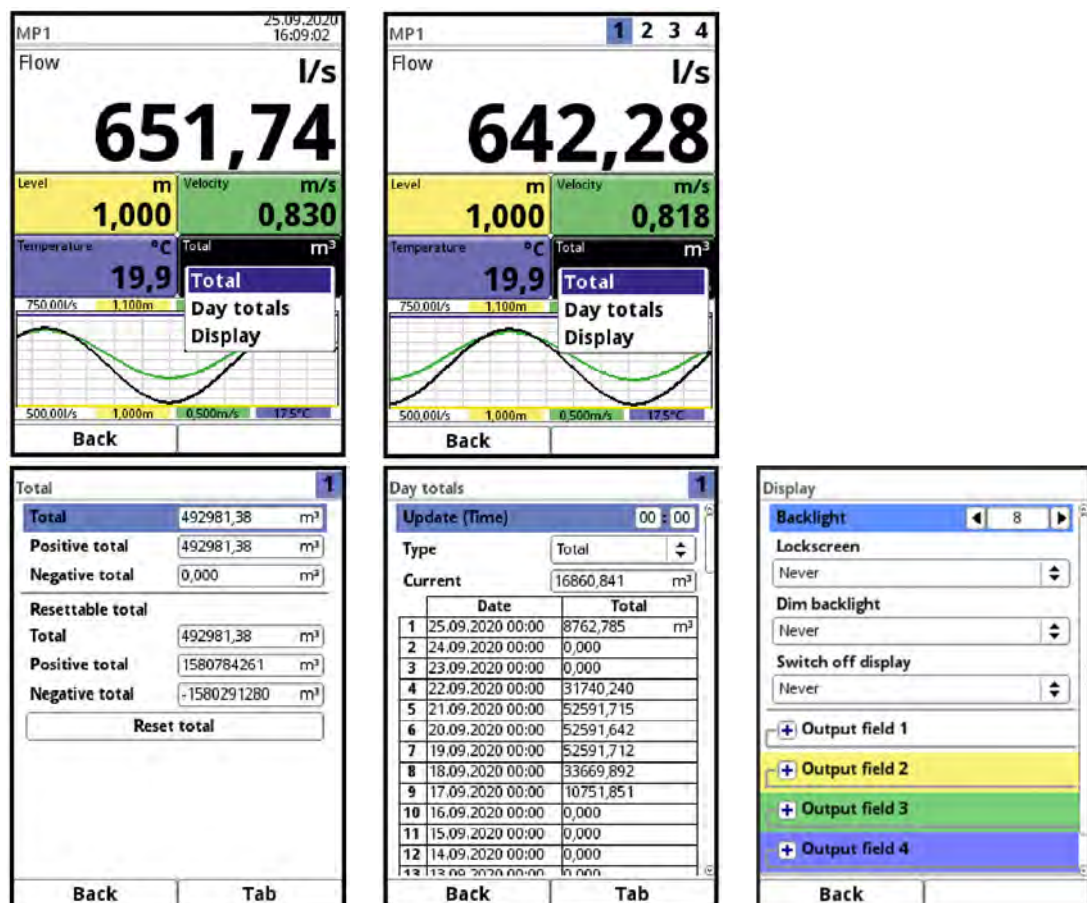 MP1
25.09.2020
16:09:02
Flow
l/s
651,74
Level m
1,000
Velocity m/s
0,830
Temperature °C
19,9
Total m³
Total
Day totals
Display
750,00l/s 1,100m
500,00l/s 1,000m 0,500m/s 17,5°C
Back
MP1
1 2 3 4
Flow
l/s
642,28
Level m
1,000
Velocity m/s
0,818
Temperature °C
19,9
Total m³
Total
Day totals
Display
750,00l/s 1,100m
500,00l/s 1,000m 0,500m/s 17,5°C
Back
Total 1
Total 492981,38 m³
Positive total 492981,38 m³
Negative total 0,000 m³
Resettable total
Total 492981,38 m³
Positive total 1580784261 m³
Negative total -1580291280 m³
Reset total
Back Tab
Day totals 1
Update (Time) 00 : 00
Type Total
Current 16860,841 m³
Date Total
1 25.09.2020 00:00 8762,785 m³
2 24.09.2020 00:00 0,000
3 23.09.2020 00:00 0,000
4 22.09.2020 00:00 31740,240
5 21.09.2020 00:00 52591,715
6 20.09.2020 00:00 52591,642
7 19.09.2020 00:00 52591,712
8 18.09.2020 00:00 33669,892
9 17.09.2020 00:00 10751,851
10 16.09.2020 00:00 0,000
11 15.09.2020 00:00 0,000
12 14.09.2020 00:00 0,000
13 13.09.2020 00:00 0,000
Back Tab
Display
Backlight 8
Lockscreen
Never
Dim backlight
Never
Switch off display
Never
Output field 1
Output field 2
Output field 3
Output field 4
Back